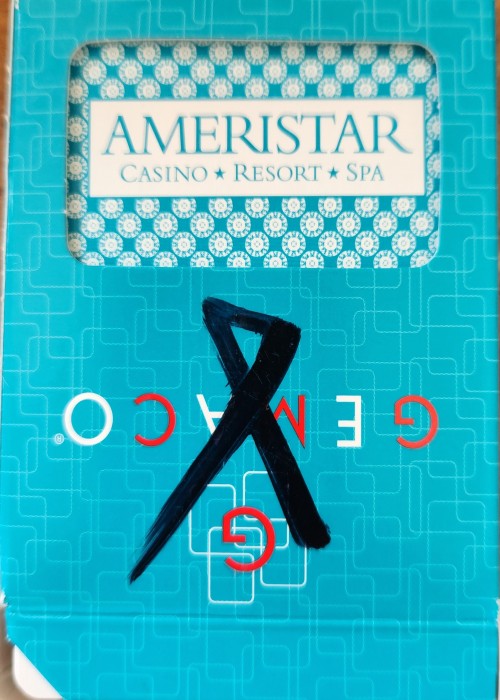 AMERISTAR
CASINO ★ RESORT ★ SPA
GEMACO®
G